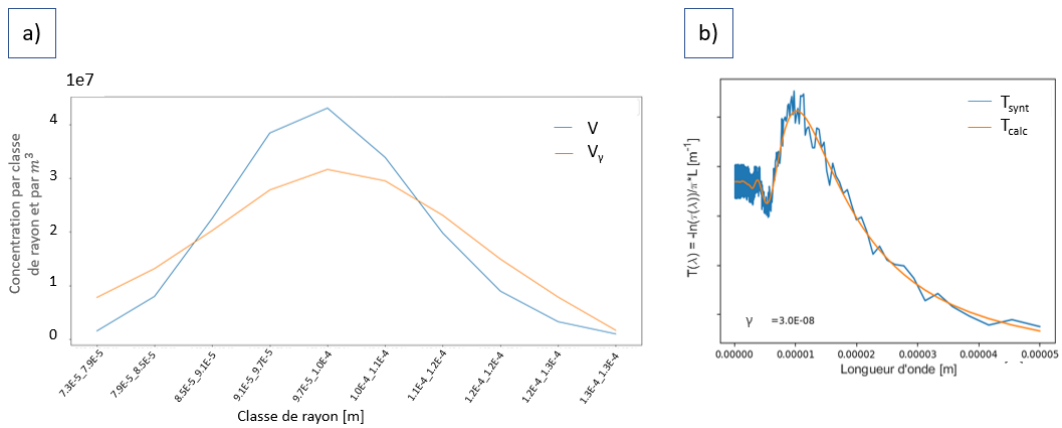 a)
1e7
Concentration par classe
de rayon et par m³
4
3
2
1
0
V
Vγ
7.3E-5_7.9E-5
7.9E-5_8.5E-5
8.5E-5_9.1E-5
9.1E-5_9.7E-5
9.7E-5_1.0E-4
1.0E-4_1.1E-4
1.1E-4_1.2E-4
1.2E-4_1.2E-4
1.2E-4_1.3E-4
1.3E-4_1.3E-4
Classe de rayon [m]
b)
T(λ) = -ln(τ(λ))/π*L [m⁻¹]
Tsynt
Tcalc
γ =3.0E-08
0.00000 0.00001 0.00002 0.00003 0.00004 0.00005
Longueur d'onde [m]